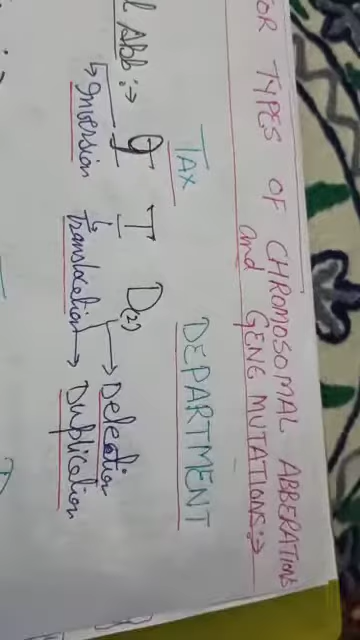 OR TYPES OF CHROMOSOMAL ABBERATIONS
and GENE MUTATIONS :→
TAX DEPARTMENT
l Abb :→ I T D(2)
↳ Inversion ↳ Translocation → Deletion
→ Duplication